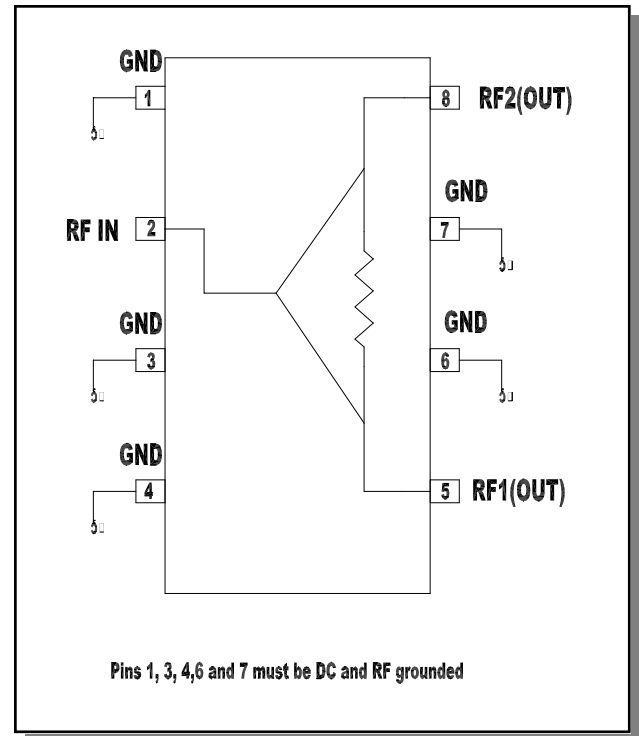 GND
1
8 RF2(OUT)
GND
RF IN 2
7
GND
GND
3
6
GND
4
5 RF1(OUT)
Pins 1, 3, 4,6 and 7 must be DC and RF grounded